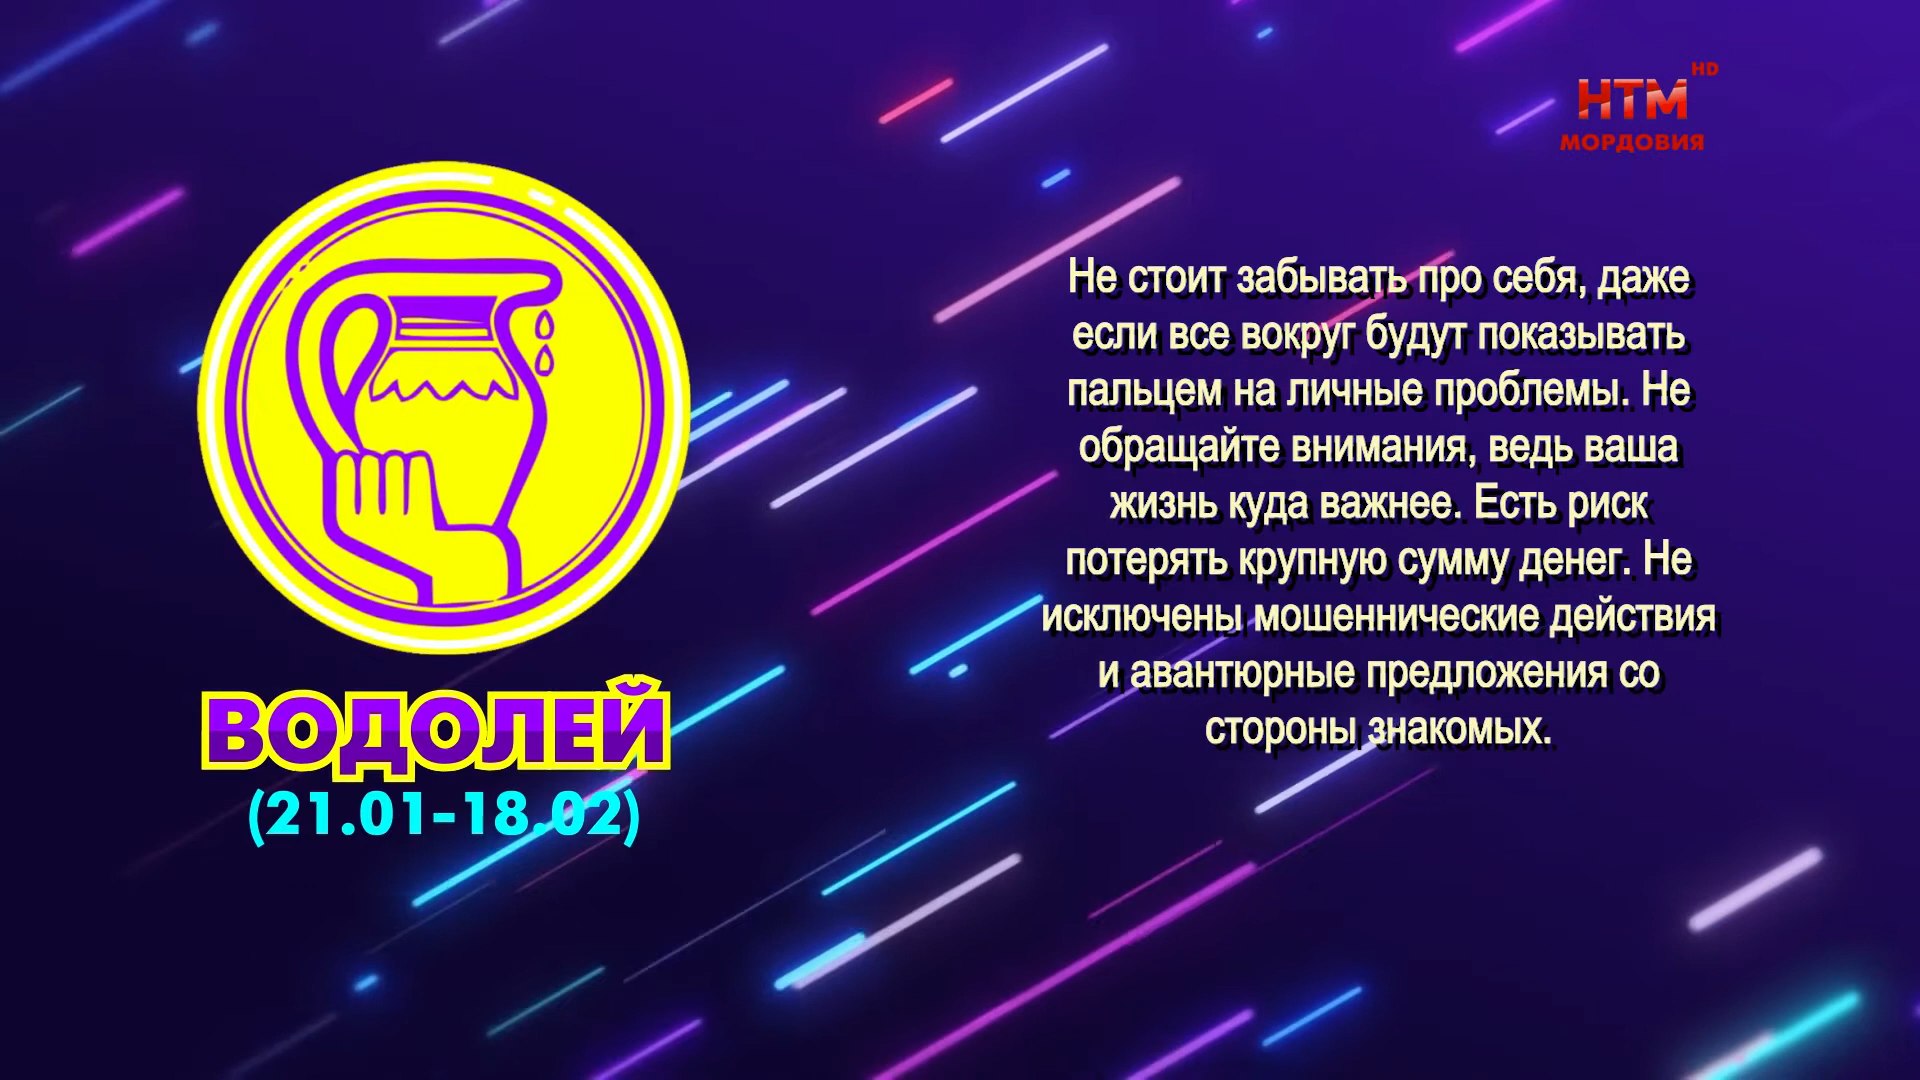 HD
НТМ
МОРДОВИЯ
Не стоит забывать про себя, даже
если все вокруг будут показывать
пальцем на личные проблемы. Не
обращайте внимания, ведь ваша
жизнь куда важнее. Есть риск
потерять крупную сумму денег. Не
исключены мошеннические действия
и авантюрные предложения со
стороны знакомых.
ВОДОЛЕЙ
(21.01-18.02)